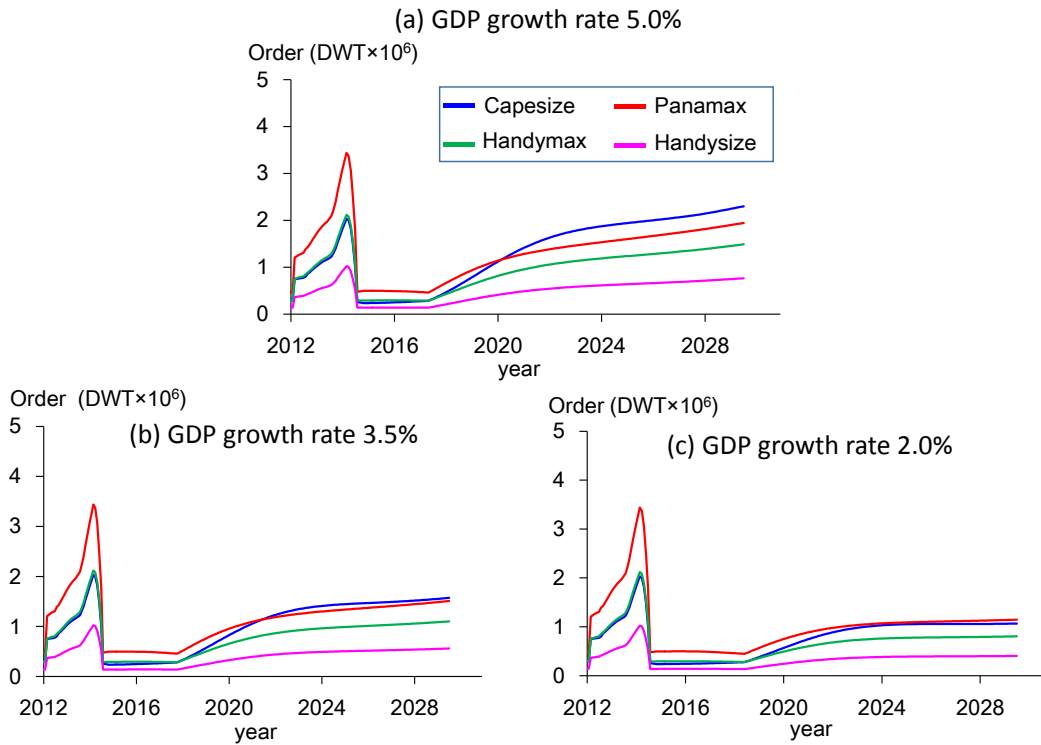 (a) GDP growth rate 5.0%
Order (DWT×10⁶)
5
4
3
2
1
0
Capesize
Panamax
Handymax
Handysize
2012 2016 2020 2024 2028
year
Order (DWT×10⁶)
(b) GDP growth rate 3.5%
5
4
3
2
1
0
2012 2016 2020 2024 2028
year
Order (DWT×10⁶)
(c) GDP growth rate 2.0%
5
4
3
2
1
0
2012 2016 2020 2024 2028
year